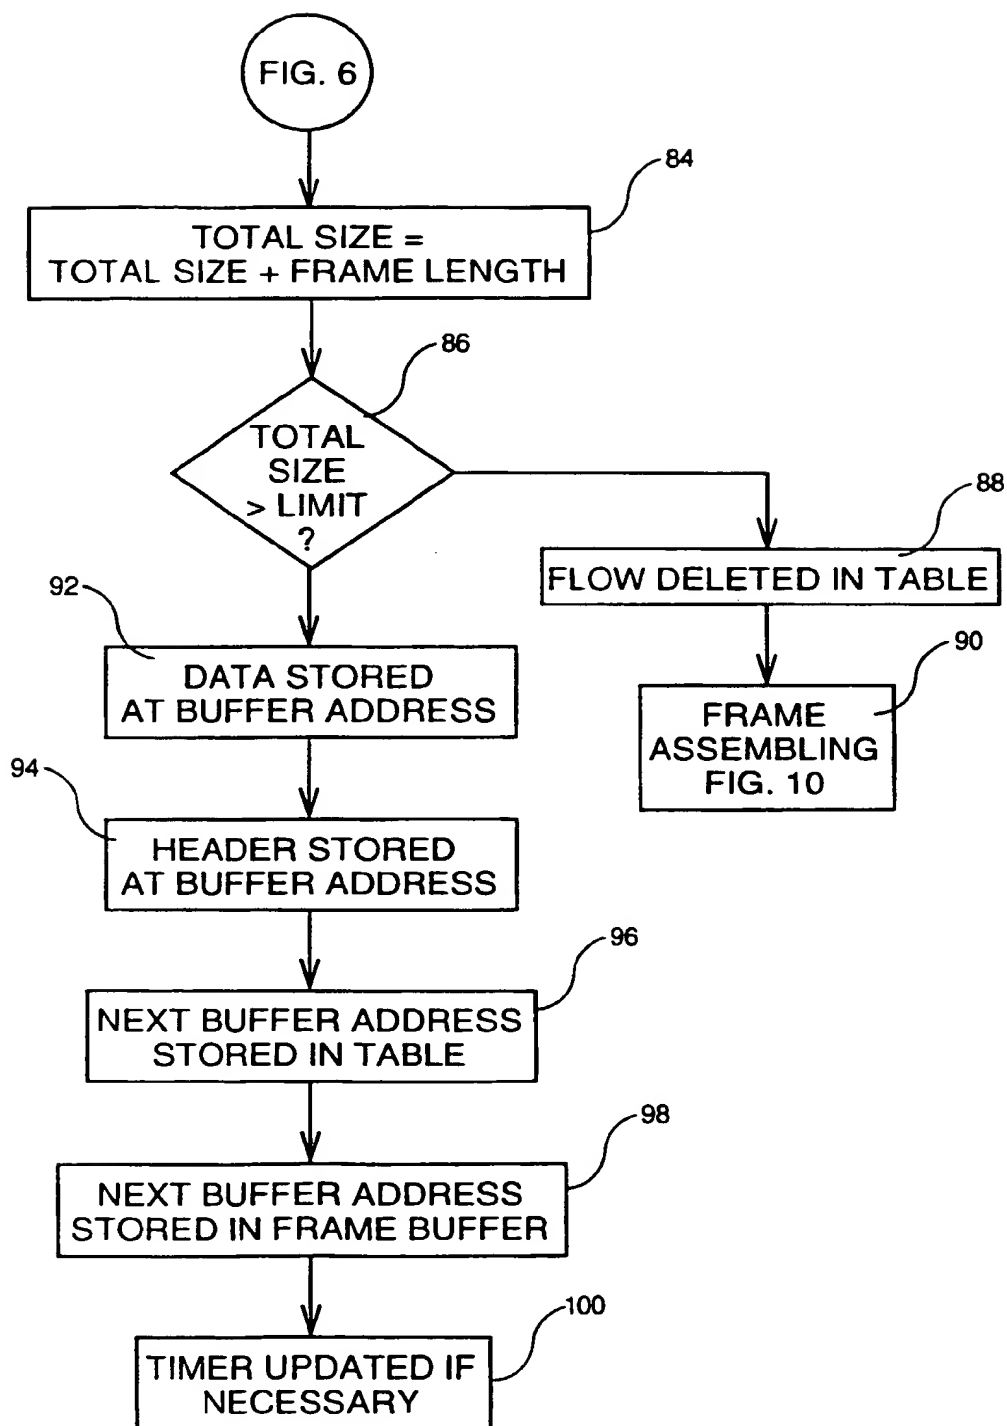 FIG. 6
84
TOTAL SIZE =
TOTAL SIZE + FRAME LENGTH
86
TOTAL
SIZE
> LIMIT
?
88
FLOW DELETED IN TABLE
90
FRAME
ASSEMBLING
FIG. 10
92
DATA STORED
AT BUFFER ADDRESS
94
HEADER STORED
AT BUFFER ADDRESS
96
NEXT BUFFER ADDRESS
STORED IN TABLE
98
NEXT BUFFER ADDRESS
STORED IN FRAME BUFFER
100
TIMER UPDATED IF
NECESSARY